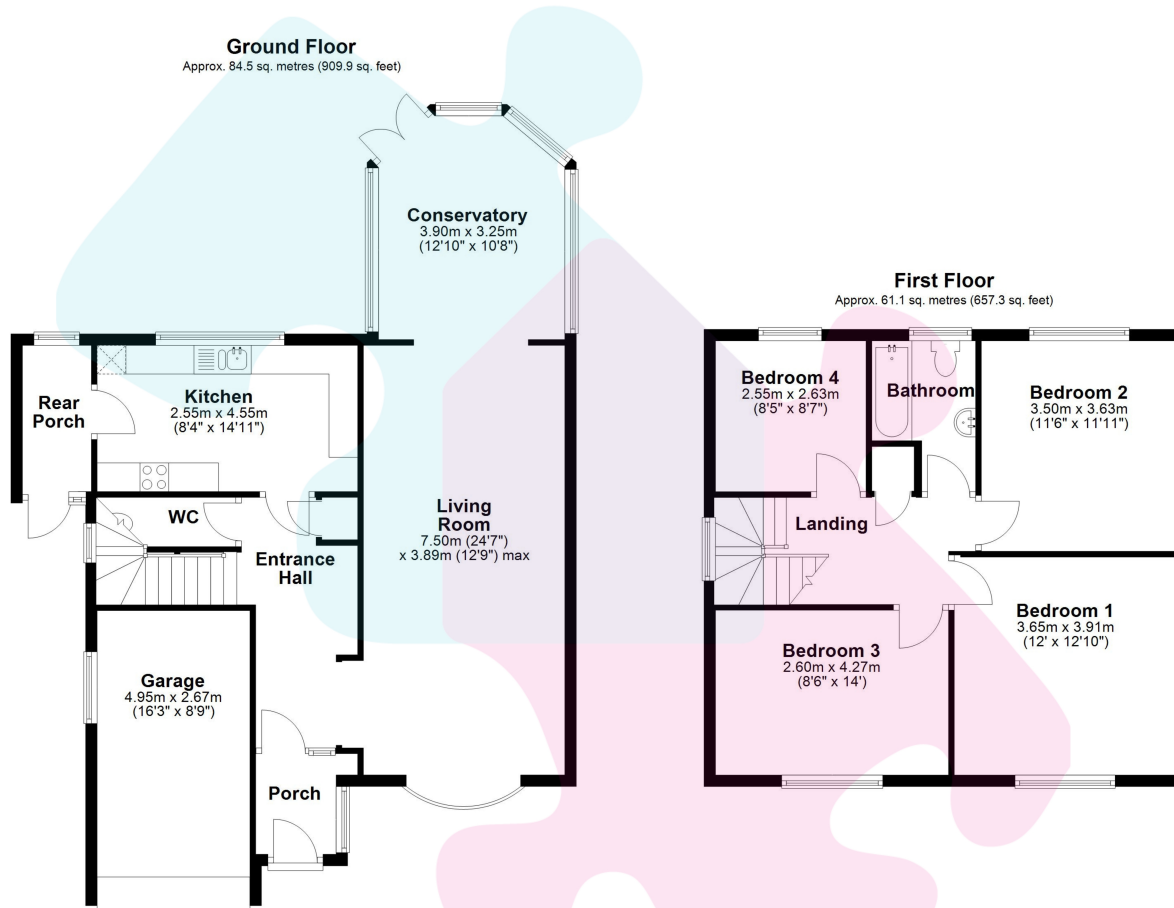 Ground Floor
Approx. 84.5 sq. metres (909.9 sq. feet)
Conservatory
3.90m x 3.25m
(12'10" x 10'8")
Kitchen
2.55m x 4.55m
(8'4" x 14'11")
Rear
Porch
WC
Living
Room
7.50m (24'7")
x 3.89m (12'9") max
Entrance
Hall
Garage
4.95m x 2.67m
(16'3" x 8'9")
Porch
First Floor
Approx. 61.1 sq. metres (657.3 sq. feet)
Bedroom 4
2.55m x 2.63m
(8'5" x 8'7")
Bathroom
Bedroom 2
3.50m x 3.63m
(11'6" x 11'11")
Landing
Bedroom 3
2.60m x 4.27m
(8'6" x 14')
Bedroom 1
3.65m x 3.91m
(12' x 12'10")